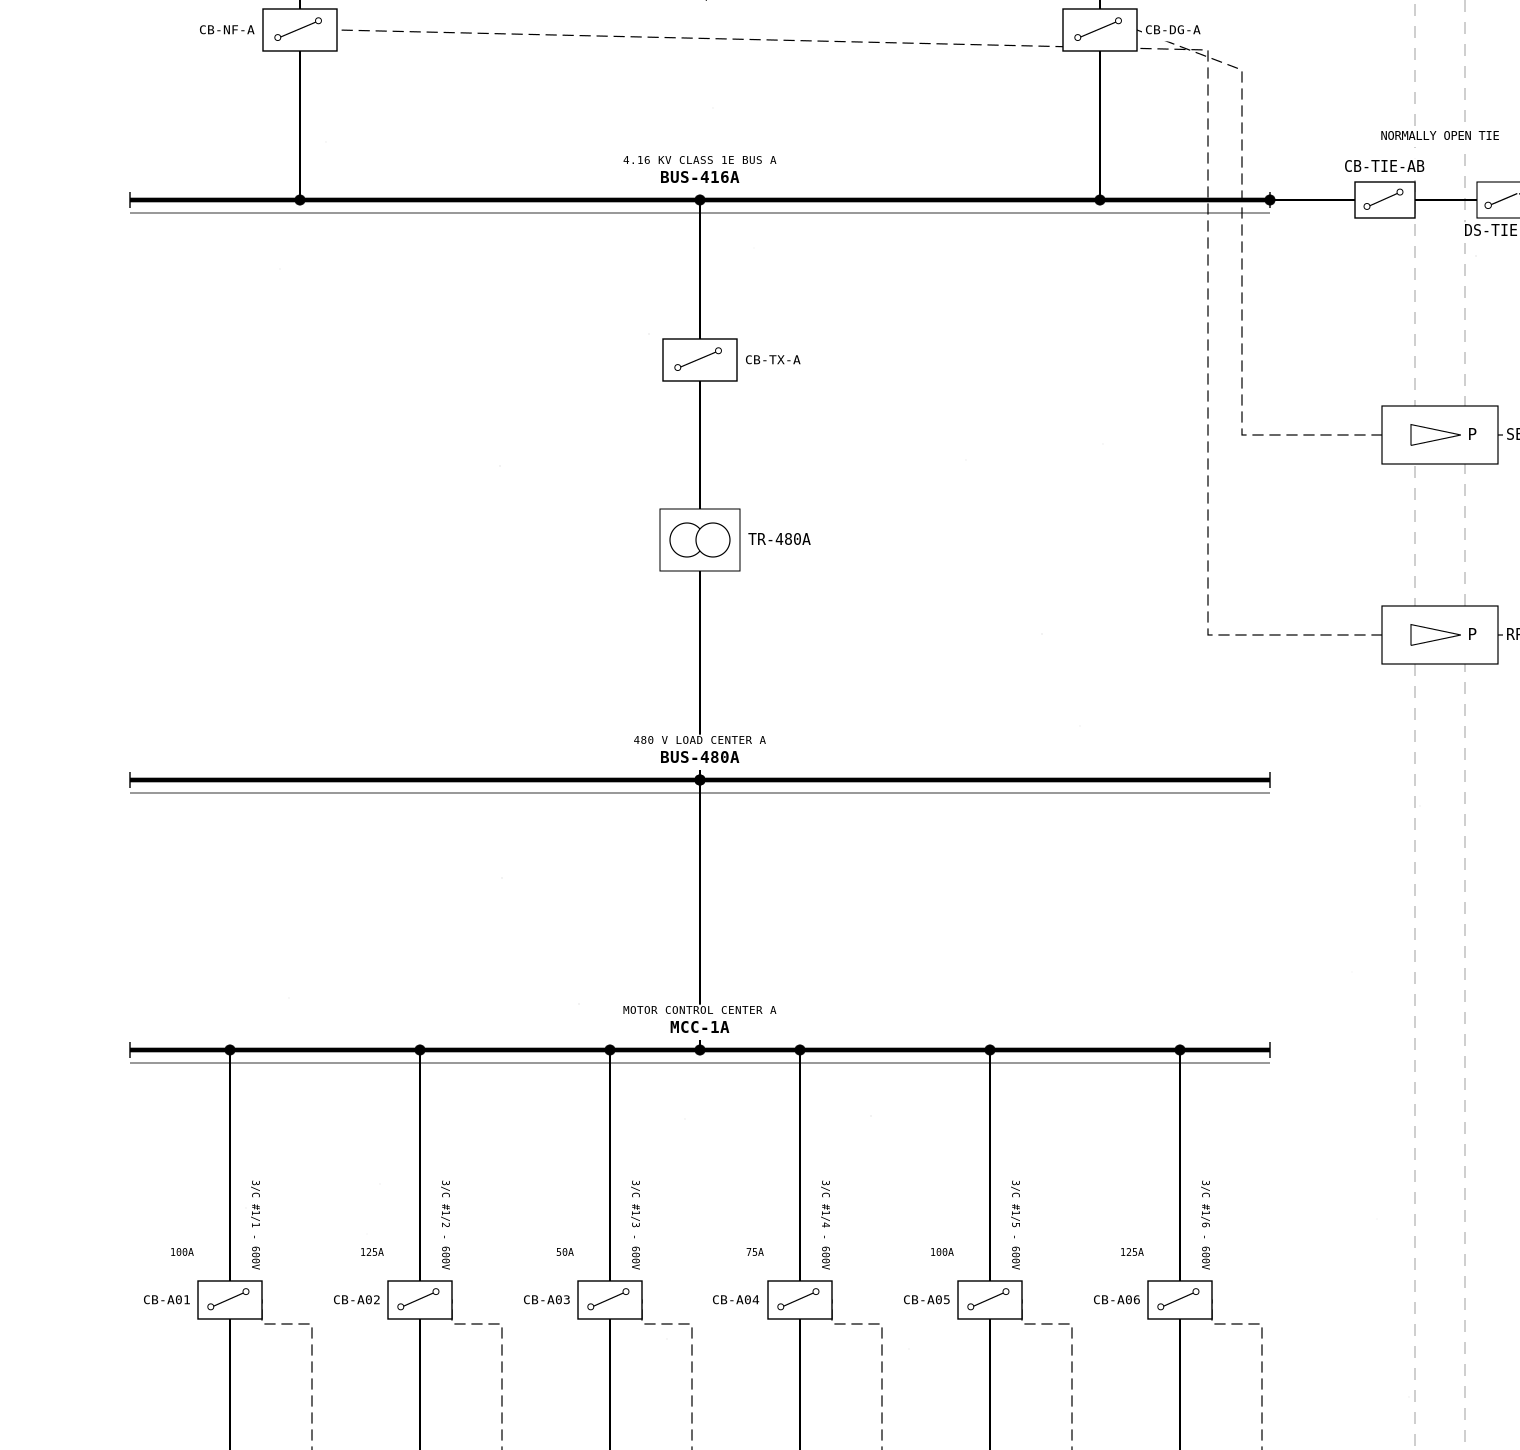 CB-NF-A
CB-DG-A
NORMALLY OPEN TIE
4.16 KV CLASS 1E BUS A
BUS-416A
CB-TIE-AB
DS-TIE
CB-TX-A
P
TR-480A
P
480 V LOAD CENTER A
BUS-480A
MOTOR CONTROL CENTER A
MCC-1A
3/C #1/1 - 600V
3/C #1/2 - 600V
3/C #1/3 - 600V
3/C #1/4 - 600V
3/C #1/5 - 600V
3/C #1/6 - 600V
100A
125A
50A
75A
100A
125A
CB-A01
CB-A02
CB-A03
CB-A04
CB-A05
CB-A06